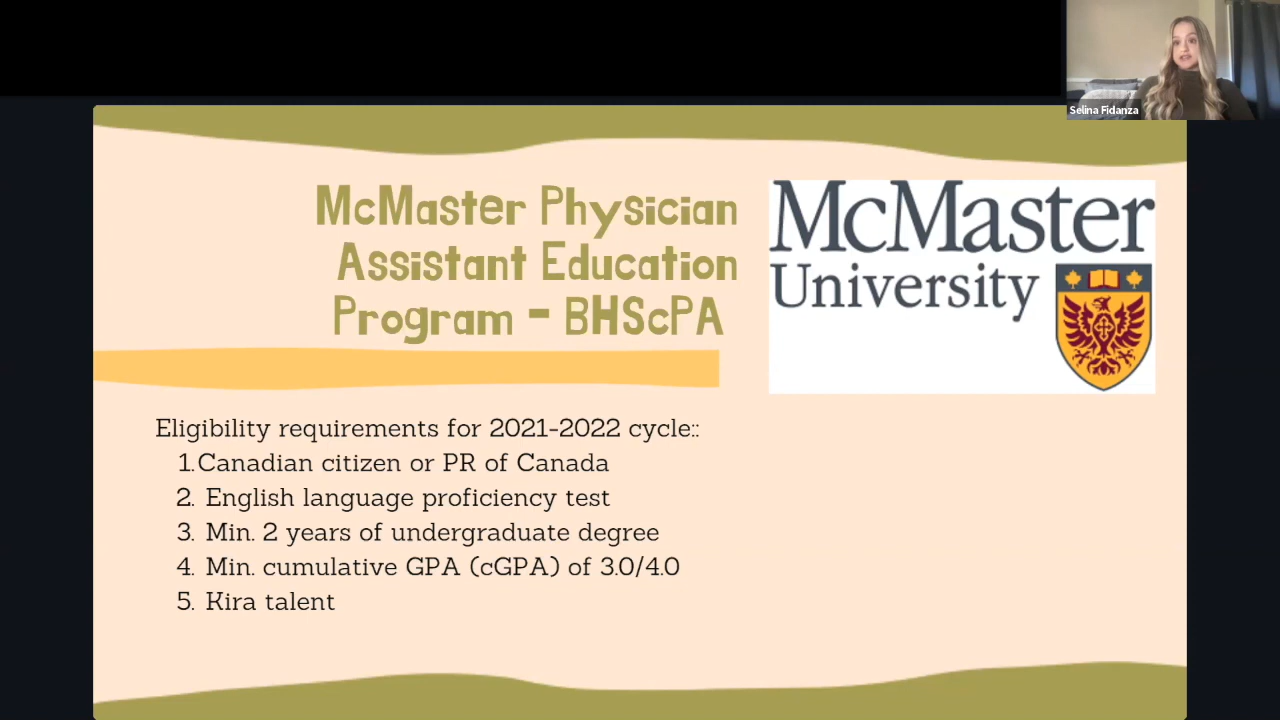 Selina Fidanza
McMaster Physician
Assistant Education
Program - BHScPA
McMaster
University
Eligibility requirements for 2021-2022 cycle::
1. Canadian citizen or PR of Canada
2. English language proficiency test
3. Min. 2 years of undergraduate degree
4. Min. cumulative GPA (cGPA) of 3.0/4.0
5. Kira talent